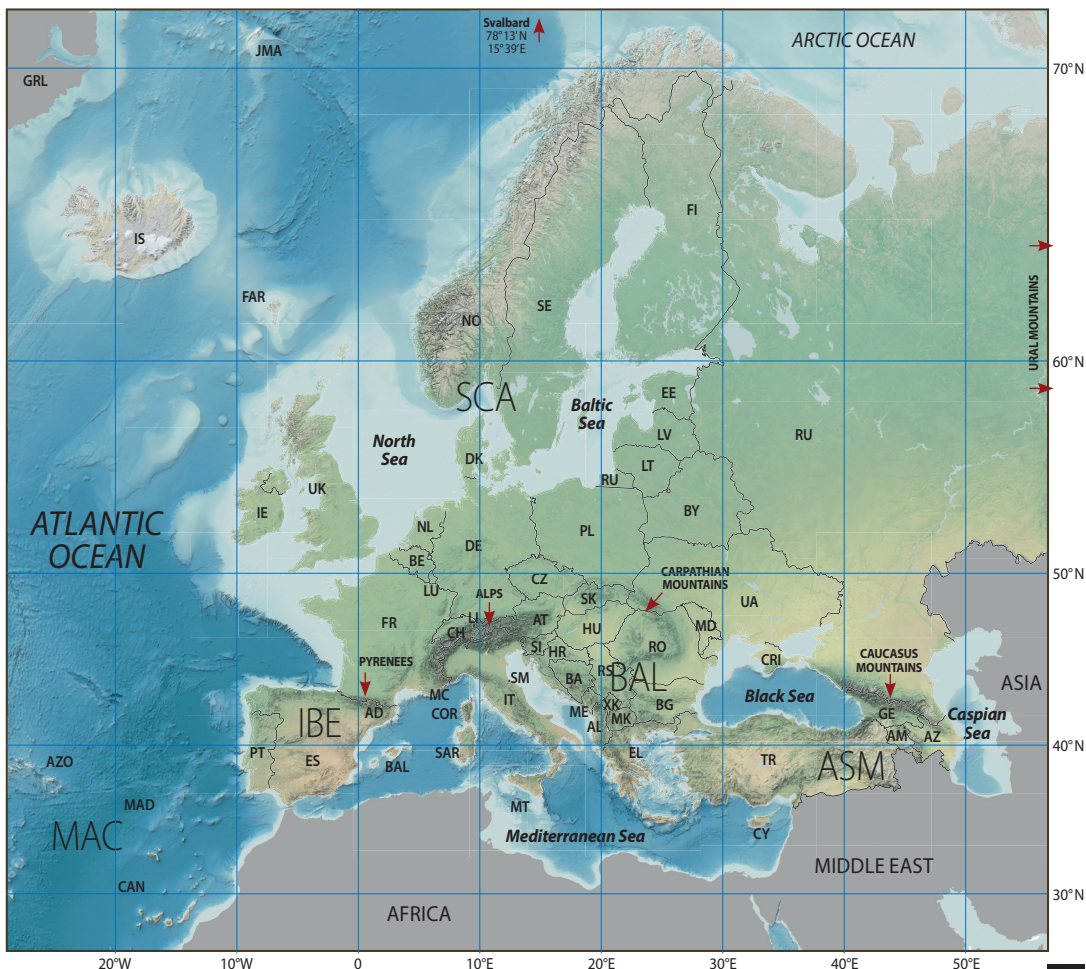 Svalbard
78°13'N
15°39'E
ARCTIC OCEAN
JMA
GRL
70°N
FI
IS
URAL MOUNTAINS
FAR
SE
NO
60°N
SCA
EE
Baltic
Sea
LV
RU
North
Sea
DK
LT
RU
UK
IE
BY
ATLANTIC
OCEAN
NL
PL
DE
BE
50°N
CARPATHIAN
MOUNTAINS
CZ
LU
ALPS
SK
UA
LI
FR
CH
AT
HU
MD
SI
HR
RO
PYRENEES
CRI
CAUCASUS
MOUNTAINS
RS
BAL
SM
BA
ASIA
MC
IT
Black Sea
AD
COR
ME
XK
BG
GE
Caspian
Sea
IBE
MK
AL
AM
AZ
PT
SAR
EL
40°N
AZO
ES
BAL
TR
ASM
MAD
MT
MAC
Mediterranean Sea
CY
MIDDLE EAST
CAN
30°N
AFRICA
20°W
10°W
0
10°E
20°E
30°E
40°E
50°E